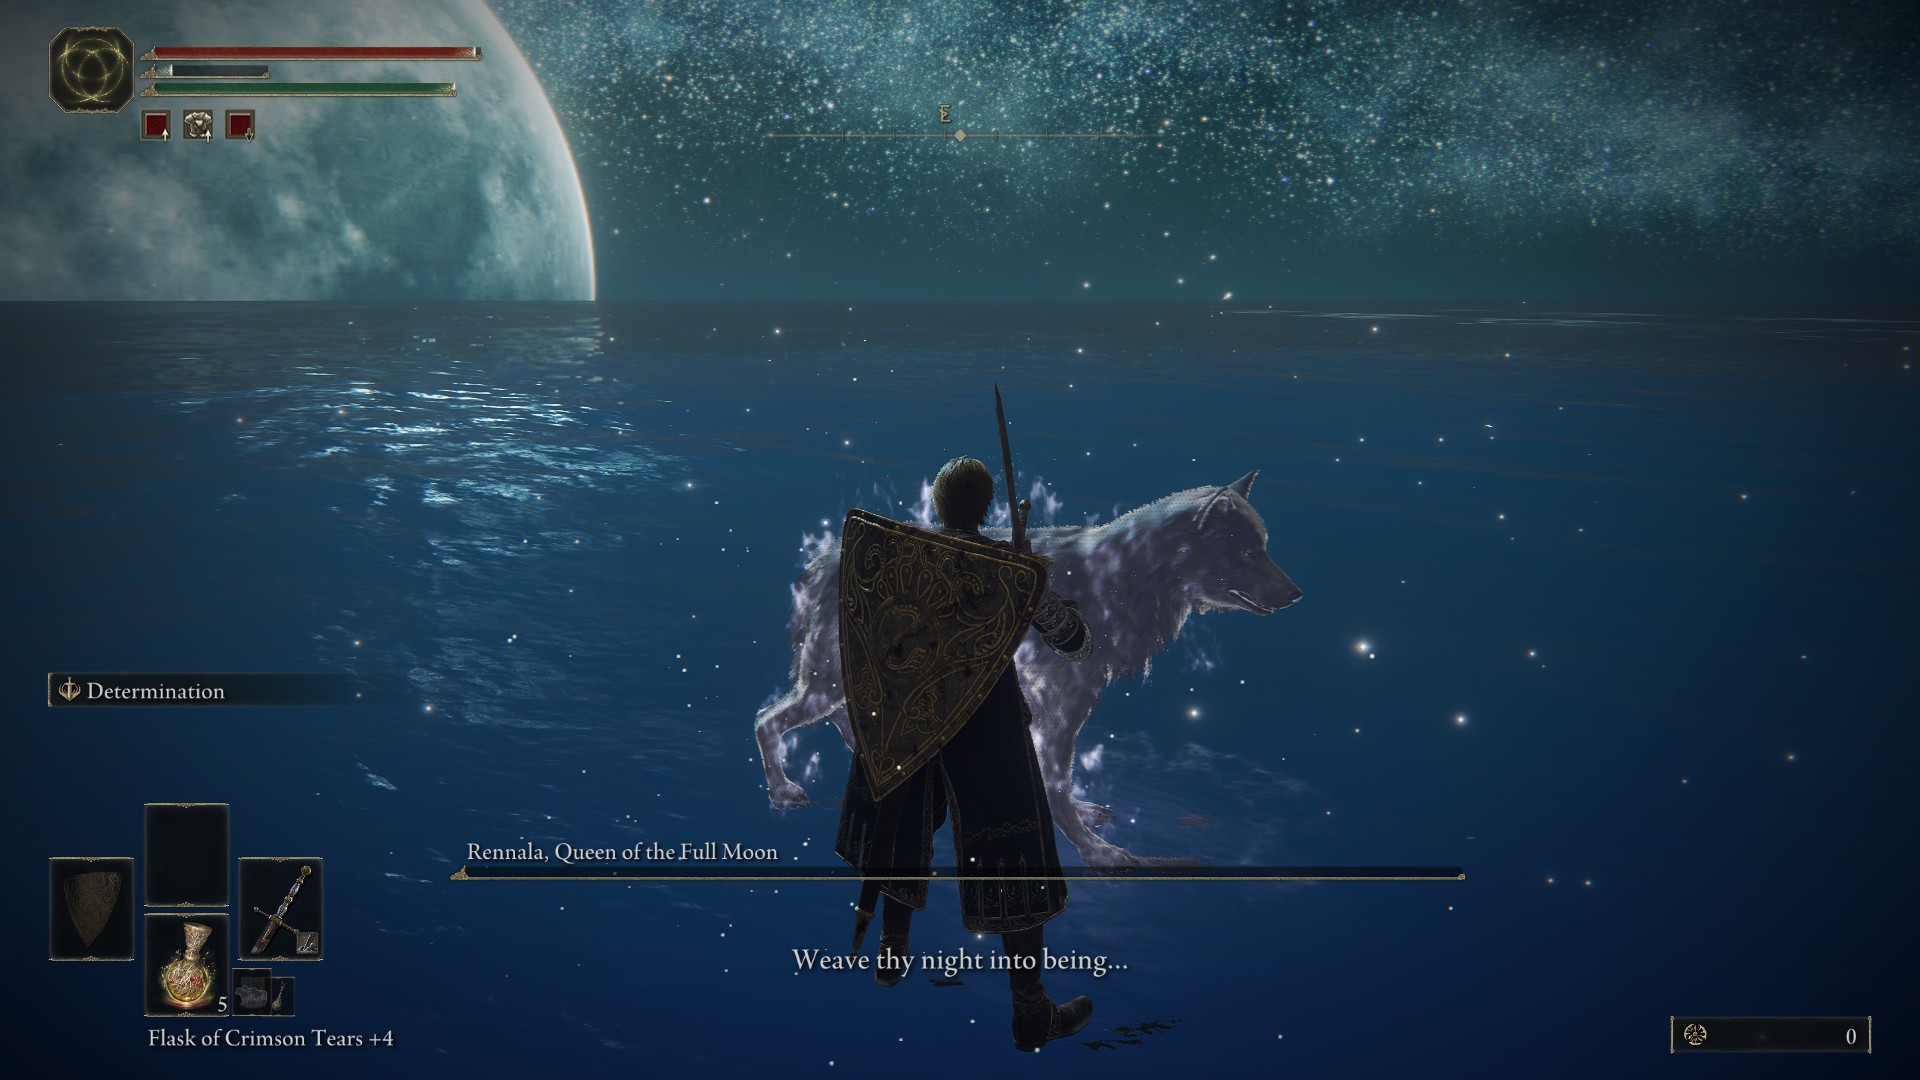 E
Determination
Rennala, Queen of the Full Moon
Weave thy night into being...
5
Flask of Crimson Tears +4
0